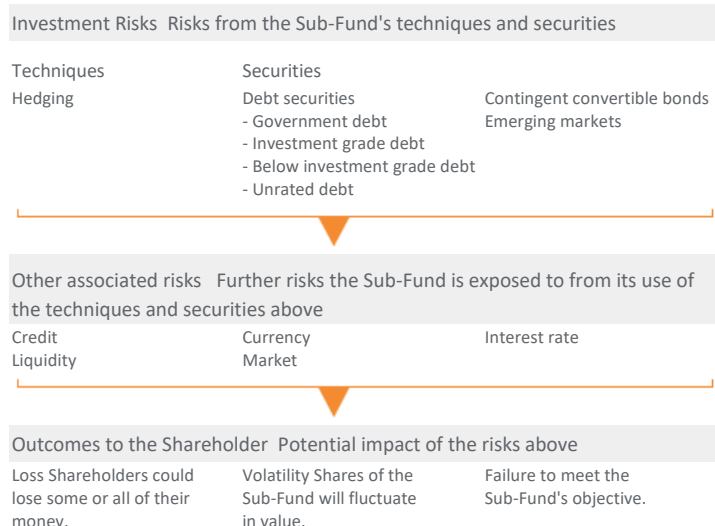 Investment Risks Risks from the Sub-Fund's techniques and securities
Techniques
Hedging
Securities
Debt securities
- Government debt
- Investment grade debt
- Below investment grade debt
- Unrated debt
Contingent convertible bonds
Emerging markets
Other associated risks Further risks the Sub-Fund is exposed to from its use of
the techniques and securities above
Credit
Liquidity
Currency
Market
Interest rate
Outcomes to the Shareholder Potential impact of the risks above
Loss Shareholders could
lose some or all of their
money.
Volatility Shares of the
Sub-Fund will fluctuate
in value.
Failure to meet the
Sub-Fund's objective.